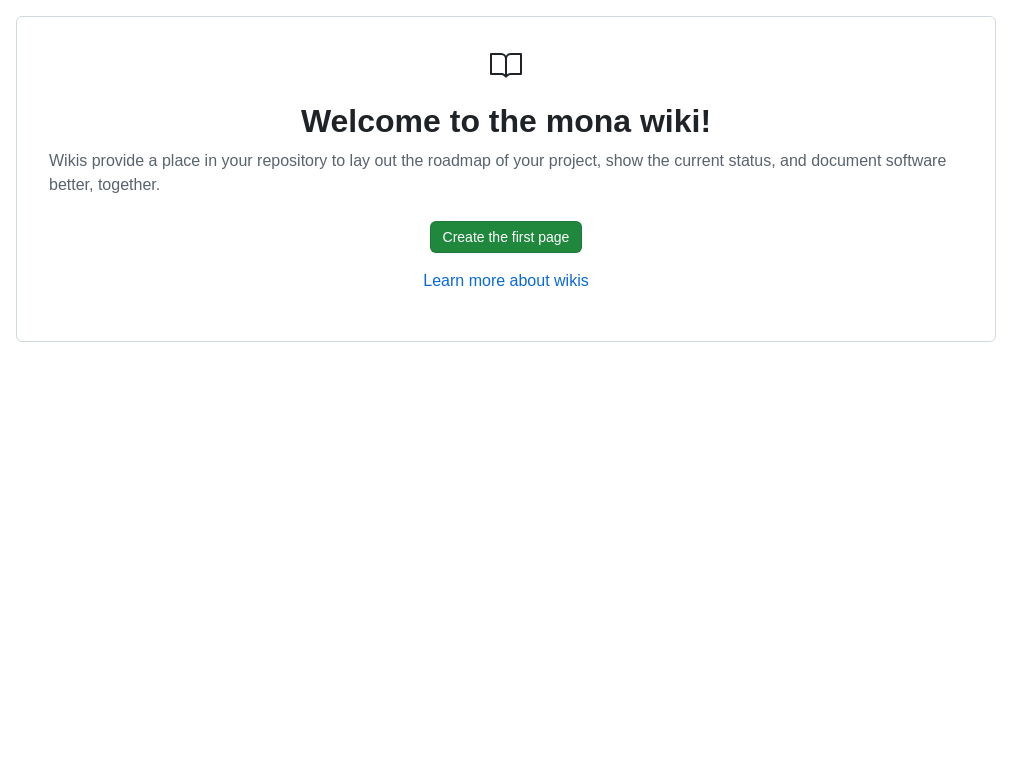 Welcome to the mona wiki!
Wikis provide a place in your repository to lay out the roadmap of your project, show the current status, and document software
better, together.
Create the first page
Learn more about wikis